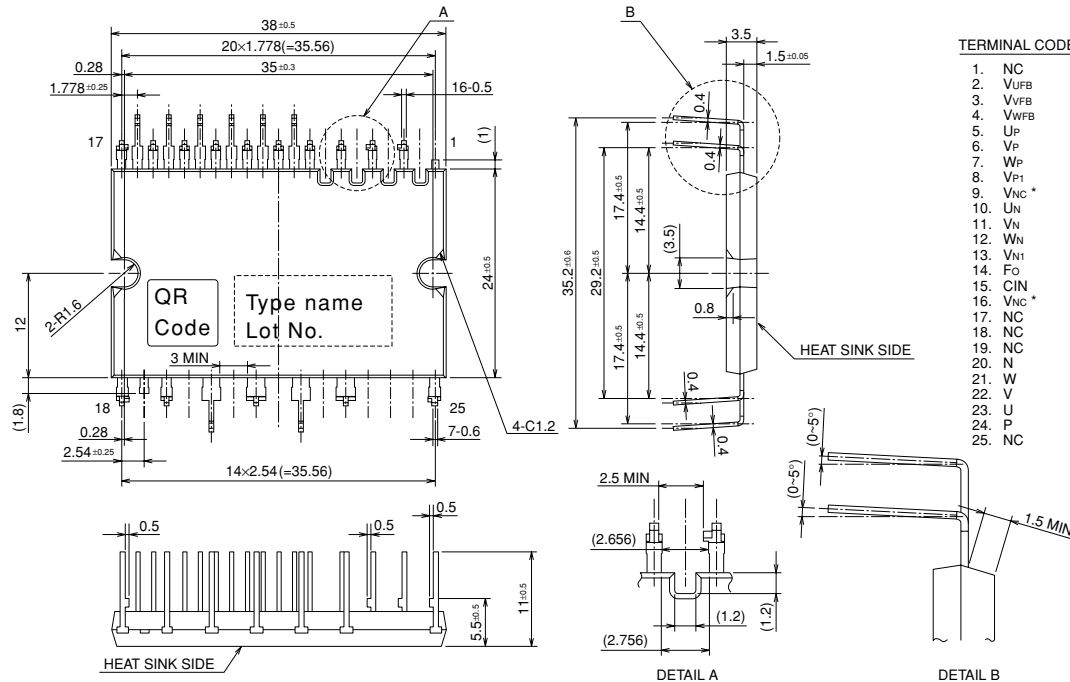 A
B
38±0.5
20×1.778(=35.56)
35±0.3
0.28
1.778±0.25
16-0.5
17
1
(1)
2-R1.6
12
QR
Code
Type name
Lot No.
3 MIN
24±0.5
(1.8)
18
25
0.28
2.54±0.25
7-0.6
4-C1.2
14×2.54(=35.56)
3.5
1.5±0.05
0.4
0.4
35.2±0.6
29.2±0.5
17.4±0.5
14.4±0.5
(3.5)
0.8
17.4±0.5
14.4±0.5
HEAT SINK SIDE
0.4
0.4
TERMINAL CODE
1. NC
2. VUFB
3. VVFB
4. VWFB
5. UP
6. VP
7. WP
8. VP1
9. VNC *
10. UN
11. VN
12. WN
13. VN1
14. FO
15. CIN
16. VNC *
17. NC
18. NC
19. NC
20. N
21. W
22. V
23. U
24. P
25. NC
0.5
0.5
0.5
11±0.5
5.5±0.5
HEAT SINK SIDE
2.5 MIN
(2.656)
(1.2)
(1.2)
(2.756)
DETAIL A
(0~5°)
(0~5°)
1.5 MIN
DETAIL B